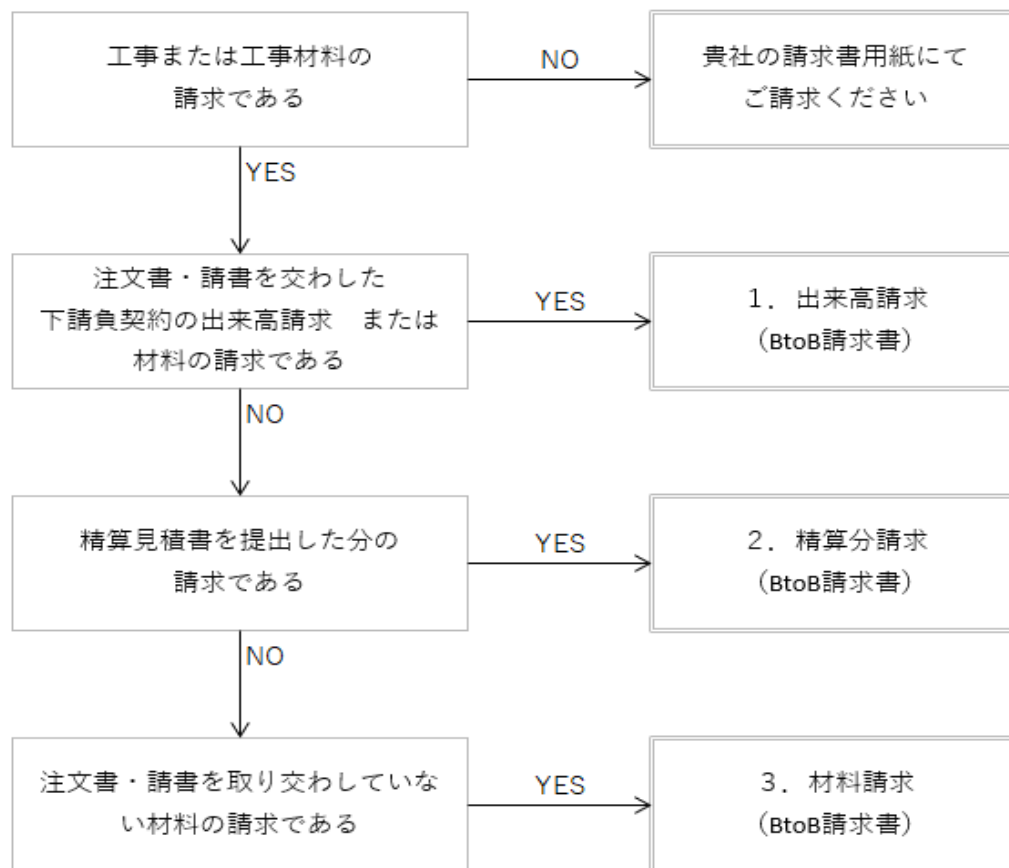 工事または工事材料の
請求である
NO
貴社の請求書用紙にて
ご請求ください
YES
注文書・請書を交わした
下請負契約の出来高請求　または
材料の請求である
YES
１．出来高請求
（BtoB請求書）
NO
精算見積書を提出した分の
請求である
YES
２．精算分請求
（BtoB請求書）
NO
注文書・請書を取り交わしていな
い材料の請求である
YES
３．材料請求
（BtoB請求書）